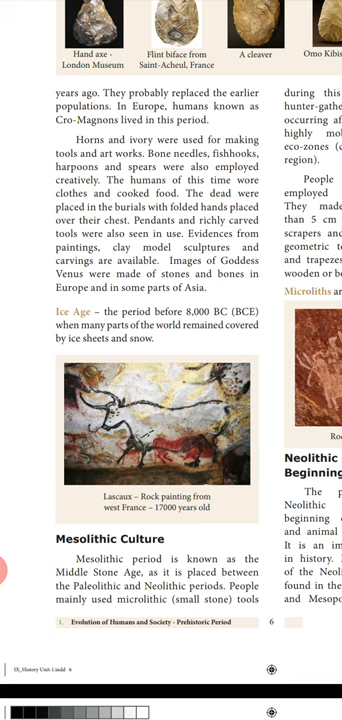 Hand axe -
London Museum
Flint biface from
Saint-Acheul, France
A cleaver
Omo Kibis
years ago. They probably replaced the earlier
populations. In Europe, humans known as
Cro-Magnons lived in this period.
Horns and ivory were used for making
tools and art works. Bone needles, fishhooks,
harpoons and spears were also employed
creatively. The humans of this time wore
clothes and cooked food. The dead were
placed in the burials with folded hands placed
over their chest. Pendants and richly carved
tools were also seen in use. Evidences from
paintings, clay model sculptures and
carvings are available. Images of Goddess
Venus were made of stones and bones in
Europe and in some parts of Asia.
Ice Age – the period before 8,000 BC (BCE)
when many parts of the world remained covered
by ice sheets and snow.
Lascaux – Rock painting from
west France – 17000 years old
Mesolithic Culture
Mesolithic period is known as the
Middle Stone Age, as it is placed between
the Paleolithic and Neolithic periods. People
mainly used microlithic (small stone) tools
during this
hunter-gathe
occurring af
highly mob
eco-zones (c
region).
People
employed
They made
than 5 cm
scrapers and
geometric to
and trapezes
wooden or bo
Microliths ar
Roc
Neolithic
Beginning
The p
Neolithic
beginning o
and animal
It is an im
in history.
of the Neoli
found in the
and Mesopo
1. Evolution of Humans and Society - Prehistoric Period
6
IX_History Unit-1.indd 6